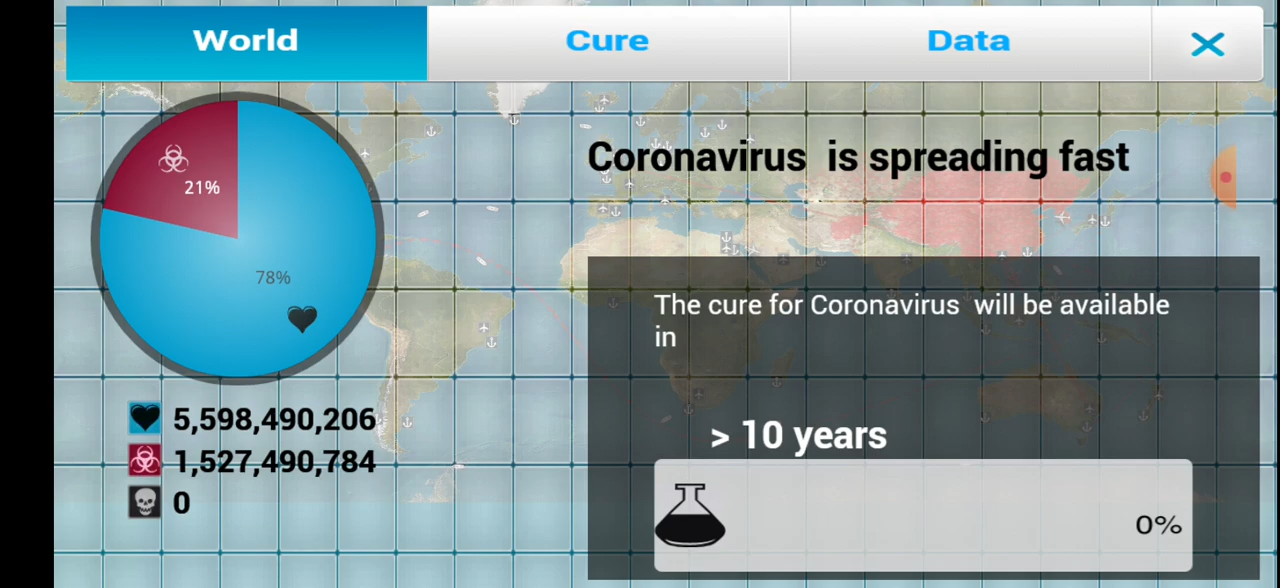 World
Cure
Data
21%
78%
5,598,490,206
1,527,490,784
0
Coronavirus  is spreading fast
The cure for Coronavirus  will be available
in
> 10 years
0%